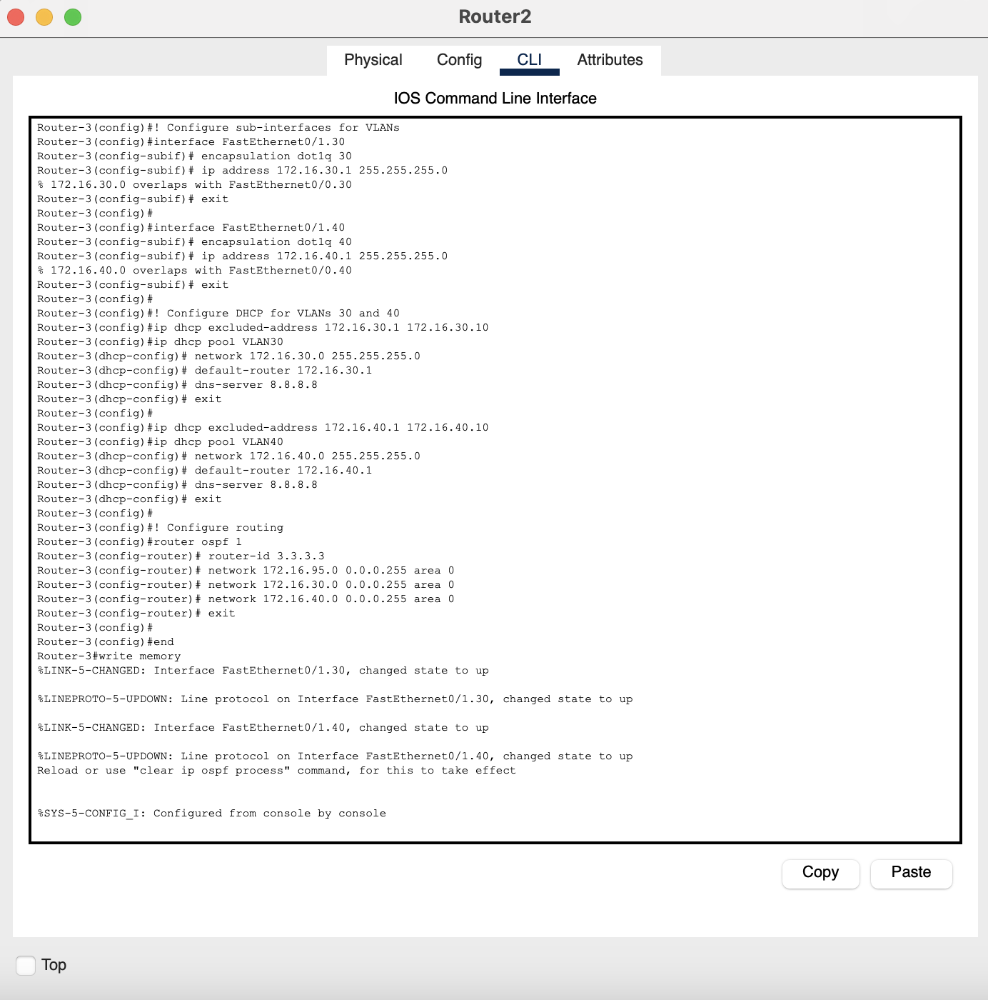 Router2
Physical Config CLI Attributes
IOS Command Line Interface
Router-3(config)#! Configure sub-interfaces for VLANs
Router-3(config)#interface FastEthernet0/1.30
Router-3(config-subif)# encapsulation dot1q 30
Router-3(config-subif)# ip address 172.16.30.1 255.255.255.0
% 172.16.30.0 overlaps with FastEthernet0/0.30
Router-3(config-subif)# exit
Router-3(config)#
Router-3(config)#interface FastEthernet0/1.40
Router-3(config-subif)# encapsulation dot1q 40
Router-3(config-subif)# ip address 172.16.40.1 255.255.255.0
% 172.16.40.0 overlaps with FastEthernet0/0.40
Router-3(config-subif)# exit
Router-3(config)#
Router-3(config)#! Configure DHCP for VLANs 30 and 40
Router-3(config)#ip dhcp excluded-address 172.16.30.1 172.16.30.10
Router-3(config)#ip dhcp pool VLAN30
Router-3(dhcp-config)# network 172.16.30.0 255.255.255.0
Router-3(dhcp-config)# default-router 172.16.30.1
Router-3(dhcp-config)# dns-server 8.8.8.8
Router-3(dhcp-config)# exit
Router-3(config)#
Router-3(config)#ip dhcp excluded-address 172.16.40.1 172.16.40.10
Router-3(config)#ip dhcp pool VLAN40
Router-3(dhcp-config)# network 172.16.40.0 255.255.255.0
Router-3(dhcp-config)# default-router 172.16.40.1
Router-3(dhcp-config)# dns-server 8.8.8.8
Router-3(dhcp-config)# exit
Router-3(config)#
Router-3(config)#! Configure routing
Router-3(config)#router ospf 1
Router-3(config-router)# router-id 3.3.3.3
Router-3(config-router)# network 172.16.95.0 0.0.0.255 area 0
Router-3(config-router)# network 172.16.30.0 0.0.0.255 area 0
Router-3(config-router)# network 172.16.40.0 0.0.0.255 area 0
Router-3(config-router)# exit
Router-3(config)#
Router-3(config)#end
Router-3#write memory
%LINK-5-CHANGED: Interface FastEthernet0/1.30, changed state to up
%LINEPROTO-5-UPDOWN: Line protocol on Interface FastEthernet0/1.30, changed state to up
%LINK-5-CHANGED: Interface FastEthernet0/1.40, changed state to up
%LINEPROTO-5-UPDOWN: Line protocol on Interface FastEthernet0/1.40, changed state to up
Reload or use "clear ip ospf process" command, for this to take effect
%SYS-5-CONFIG_I: Configured from console by console
Copy Paste
Top